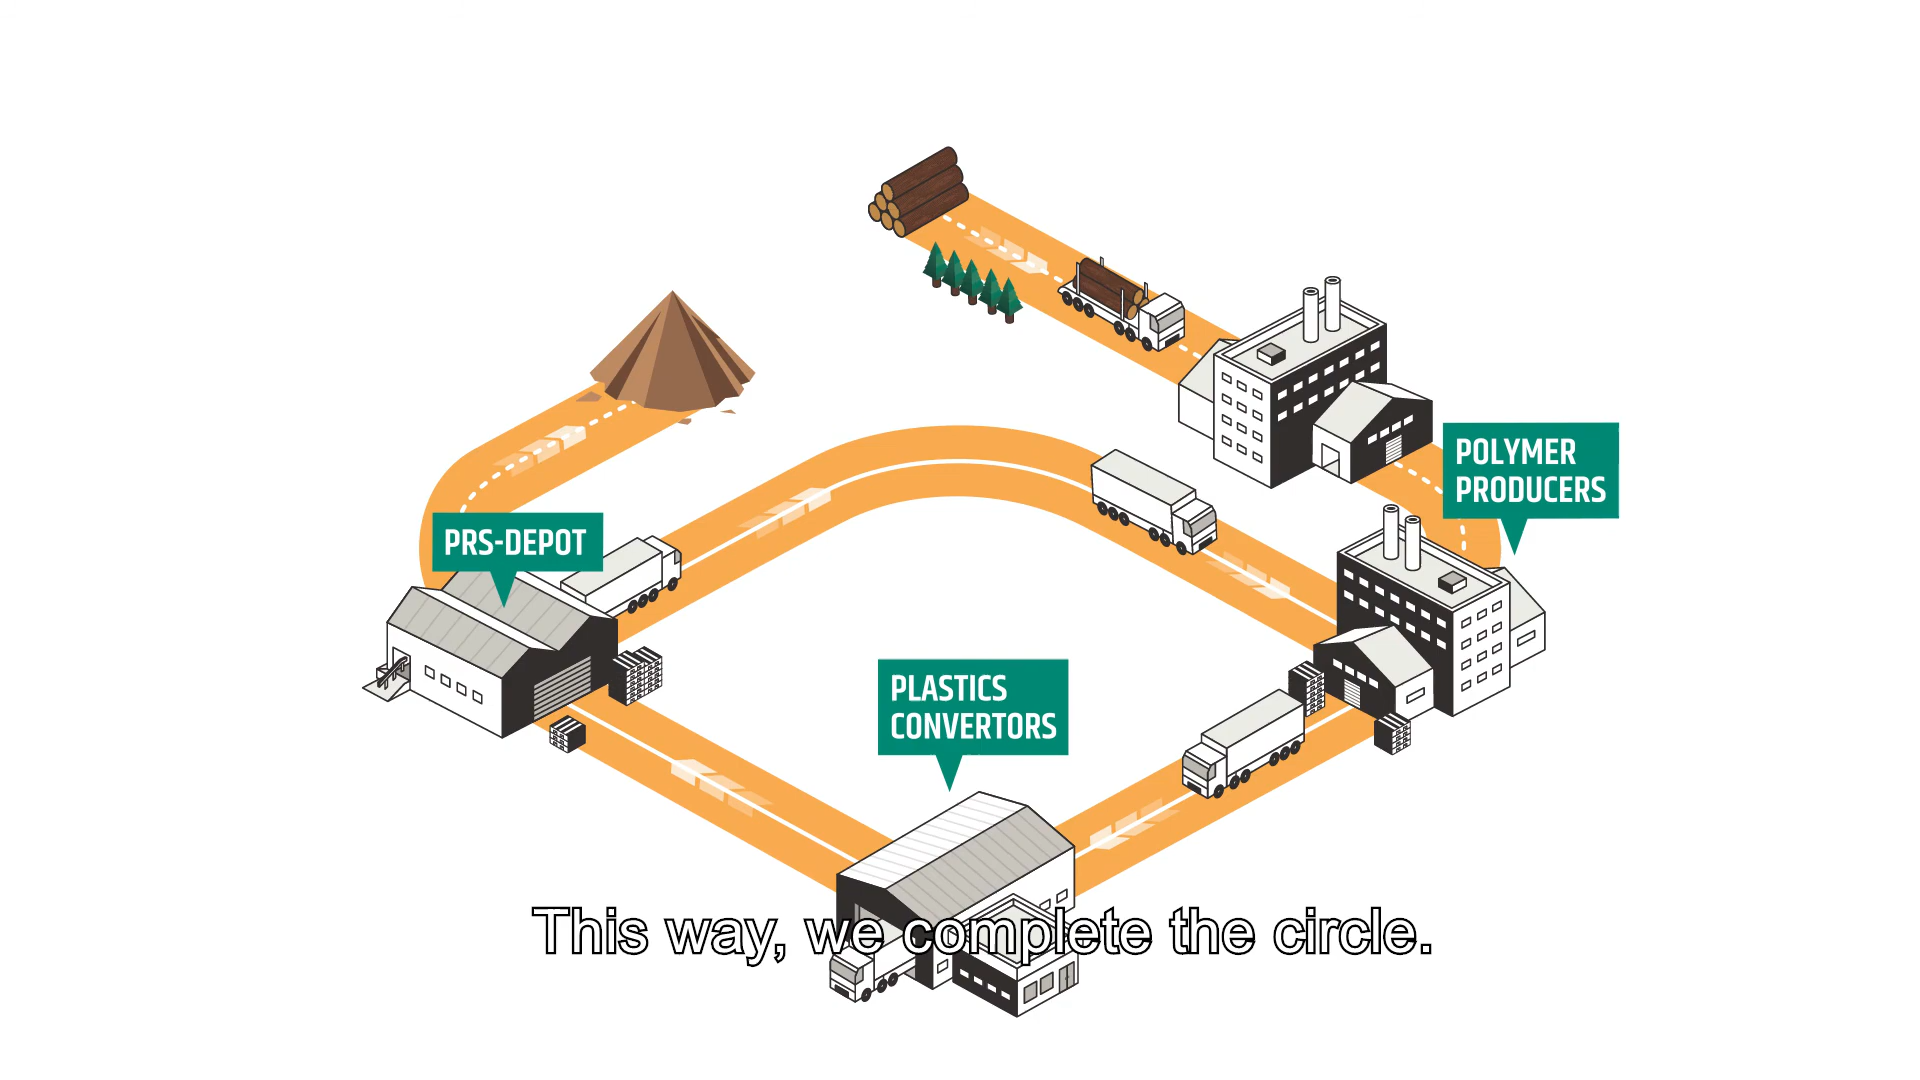 POLYMER
PRODUCERS
PRS-DEPOT
PLASTICS
CONVERTORS
This way, we complete the circle.